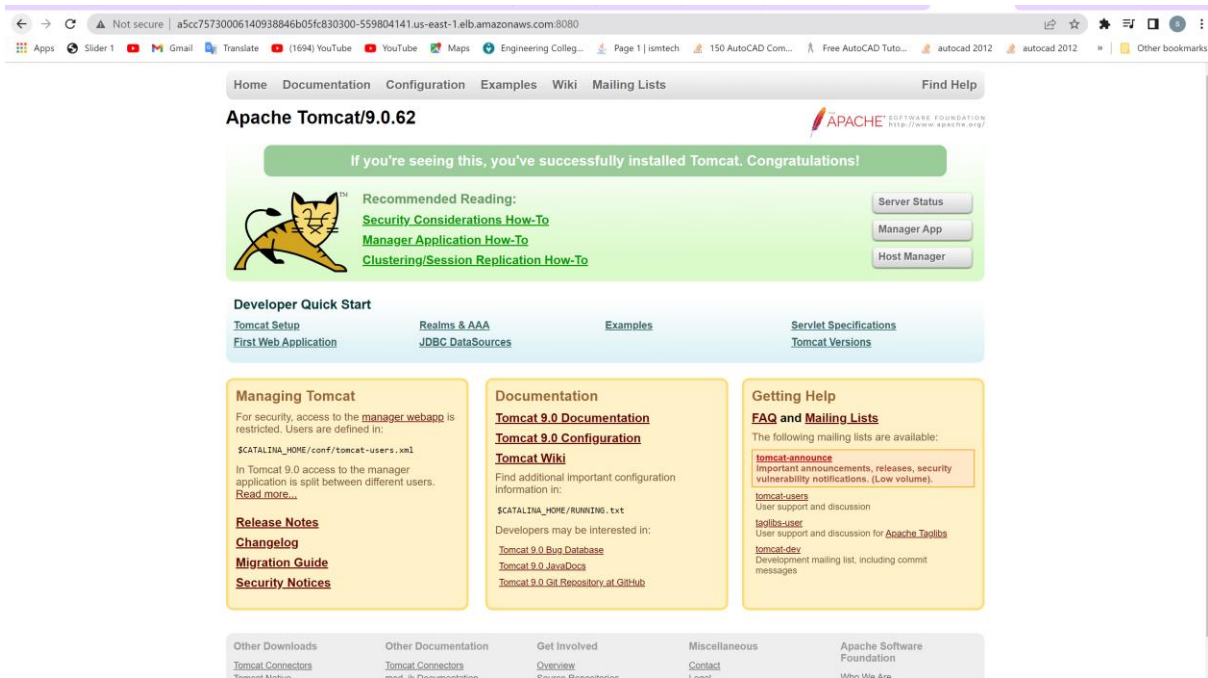 Not secure | a5cc75730006140938846b05fc830300-559804141.us-east-1.elb.amazonaws.com:8080
Apps Slider 1 Gmail Translate (1694) YouTube YouTube Maps Engineering Colleg... Page 1 | ismtech 150 AutoCAD Com... Free AutoCAD Tuto... autocad 2012 autocad 2012 » Other bookmarks
Home Documentation Configuration Examples Wiki Mailing Lists Find Help
Apache Tomcat/9.0.62
THE
APACHE SOFTWARE FOUNDATION
http://www.apache.org/
If you're seeing this, you've successfully installed Tomcat. Congratulations!
TM
Recommended Reading:
Security Considerations How-To
Manager Application How-To
Clustering/Session Replication How-To
Server Status
Manager App
Host Manager
Developer Quick Start
Tomcat Setup Realms & AAA Examples Servlet Specifications
First Web Application JDBC DataSources Tomcat Versions
Managing Tomcat
For security, access to the manager webapp is
restricted. Users are defined
in:
$CATALINA_HOME/conf/tomcat-users.xml
In Tomcat 9.0 access to the manager
application is split between different users.
Read more...
Release Notes
Changelog
Migration Guide
Security Notices
Documentation
Tomcat 9.0 Documentation
Tomcat 9.0 Configuration
Tomcat Wiki
Find additional important configuration
information in:
$CATALINA_HOME/RUNNING.txt
Developers may be interested in:
Tomcat 9.0 Bug Database
Tomcat 9.0 JavaDocs
Tomcat 9.0 Git Repository at GitHub
Getting Help
FAQ and Mailing Lists
The following mailing lists are available:
tomcat-announce
Important announcements, releases, security
vulnerability notifications. (Low volume).
tomcat-users
User support and discussion
taglibs-user
User support and discussion for Apache Taglibs
tomcat-dev
Development mailing list, including commit
messages
Other Downloads Other Documentation Get Involved Miscellaneous Apache Software
Foundation
Tomcat Connectors Tomcat Connectors Overview Contact
Tomcat Native mod_jk Documentation Source Repositories Legal Who We Are